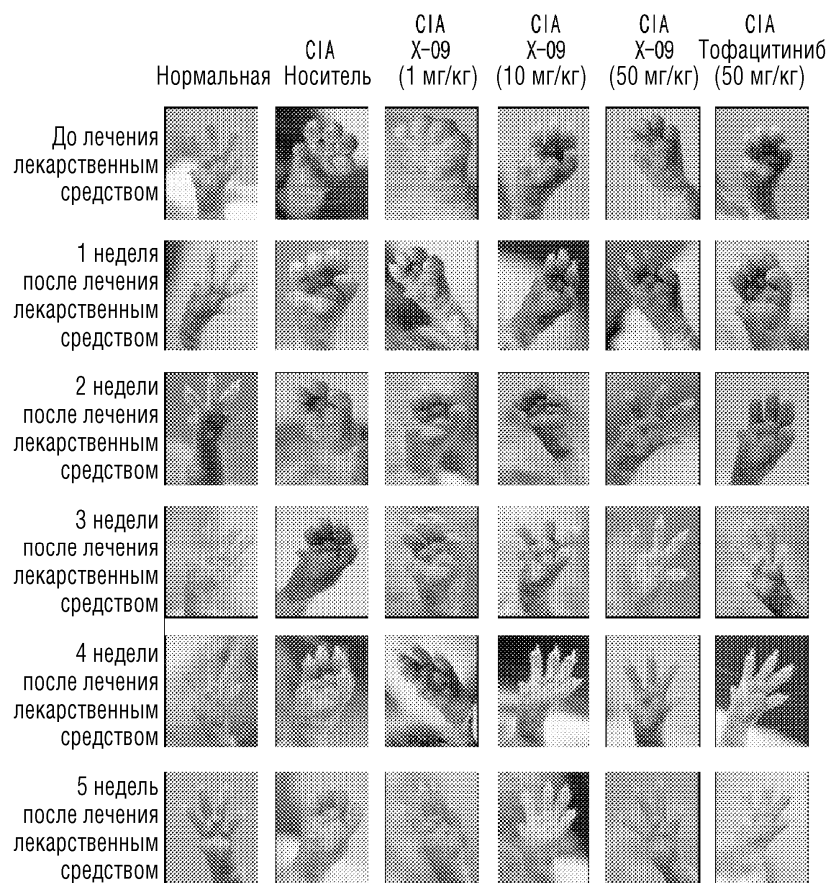 CIA CIA CIA CIA
CIA X-09 X-09 X-09 Тофацитиниб
Нормальная Носитель (1 мг/кг) (10 мг/кг) (50 мг/кг) (50 мг/кг)
До лечения
лекарственным
средством
1 неделя
после лечения
лекарственным
средством
2 недели
после лечения
лекарственным
средством
3 недели
после лечения
лекарственным
средством
4 недели
после лечения
лекарственным
средством
5 недель
после лечения
лекарственным
средством